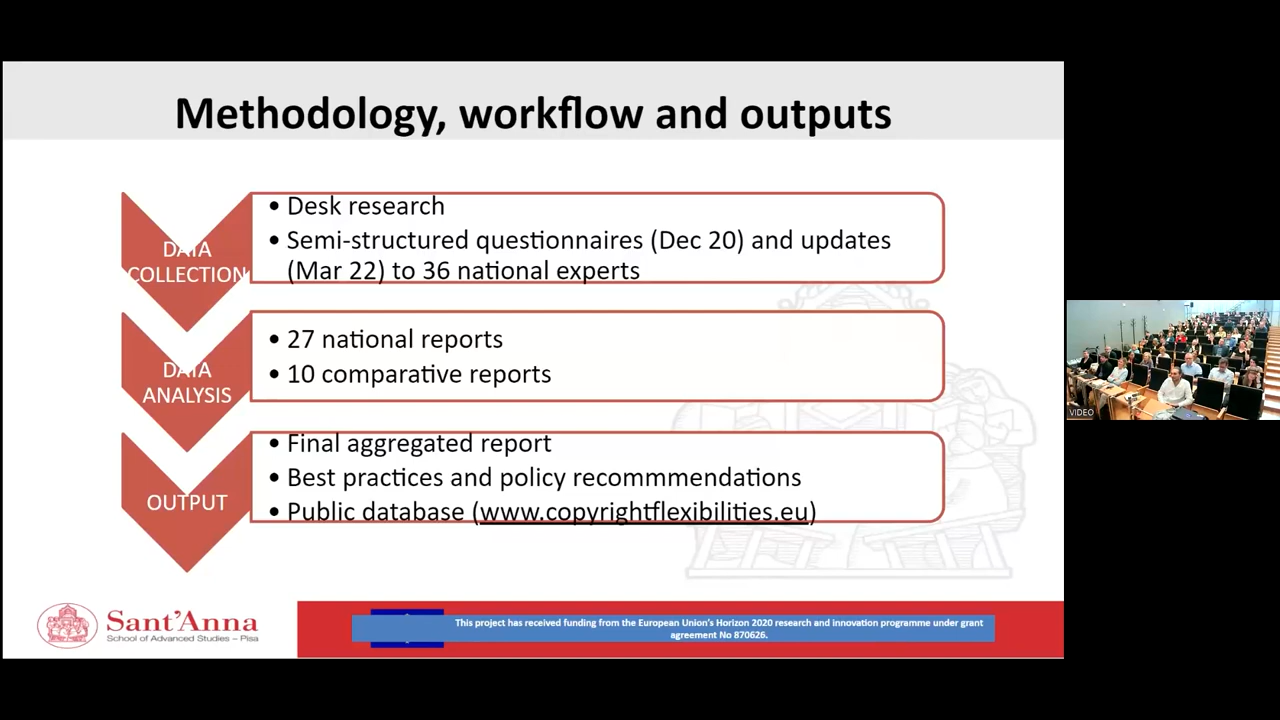 Methodology, workflow and outputs
DATA
COLLECTION
• Desk research
• Semi-structured questionnaires (Dec 20) and updates
(Mar 22) to 36 national experts
DATA
ANALYSIS
• 27 national reports
• 10 comparative reports
OUTPUT
• Final aggregated report
• Best practices and policy recommmendations
• Public database (www.copyrightflexibilities.eu)
Sant'Anna
School of Advanced Studies – Pisa
This project has received funding from the European Union's Horizon 2020 research and innovation programme under grant
agreement No 870626.
VIDEO